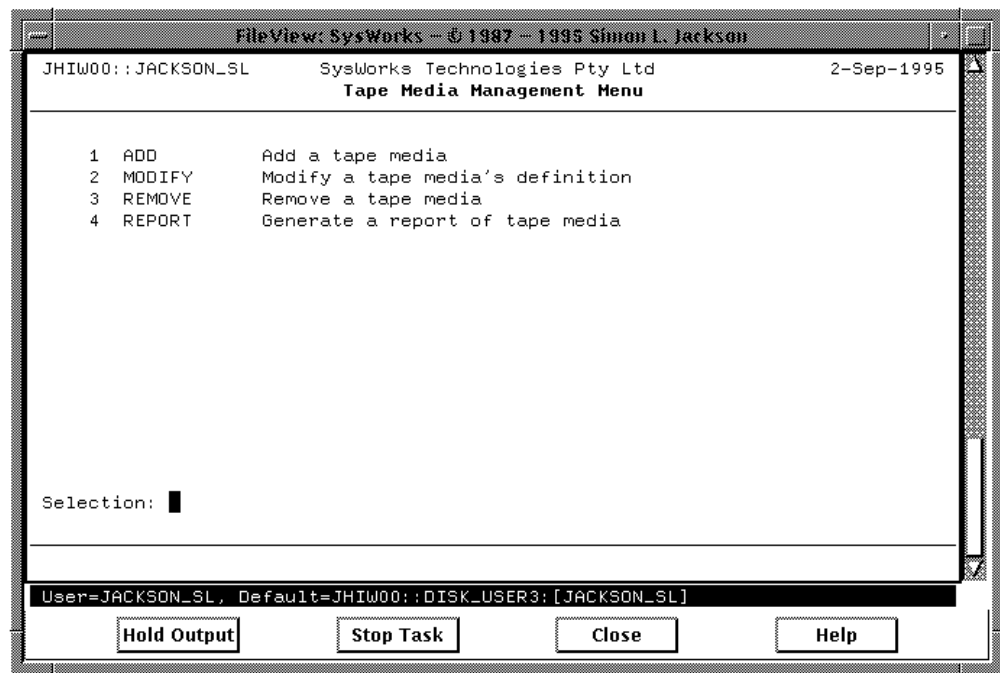 FileView: SysWorks - © 1987 - 1995 Simon L. Jackson
JHIW00::JACKSON_SL SysWorks Technologies Pty Ltd 2-Sep-1995
Tape Media Management Menu
1 ADD Add a tape media
2 MODIFY Modify a tape media's definition
3 REMOVE Remove a tape media
4 REPORT Generate a report of tape media
Selection:
User=JACKSON_SL, Default=JHIW00::DISK_USER3:[JACKSON_SL]
Hold Output Stop Task Close Help